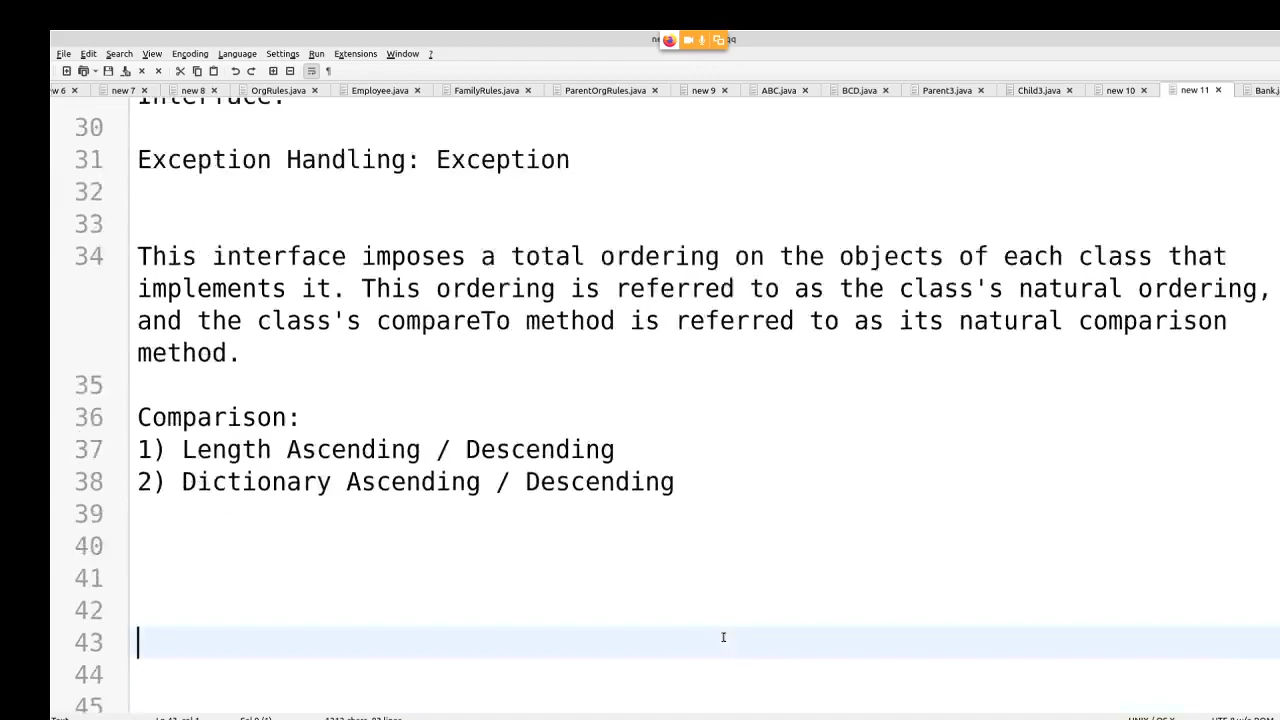 File Edit Search View Encoding Language Settings Run Extensions Window ?
new 7 new 8 OrgRules.java Employee.java FamilyRules.java ParentOrgRules.java new 9 ABC.java BCD.java Parent3.java Child3.java new 10 new 11
Interface:
30
31 Exception Handling: Exception
32
33
34 This interface imposes a total ordering on the objects of each class that
implements it. This ordering is referred to as the class's natural ordering,
and the class's compareTo method is referred to as its natural comparison
method.
35
36 Comparison:
37 1) Length Ascending / Descending
38 2) Dictionary Ascending / Descending
39
40
41
42
43
44
45